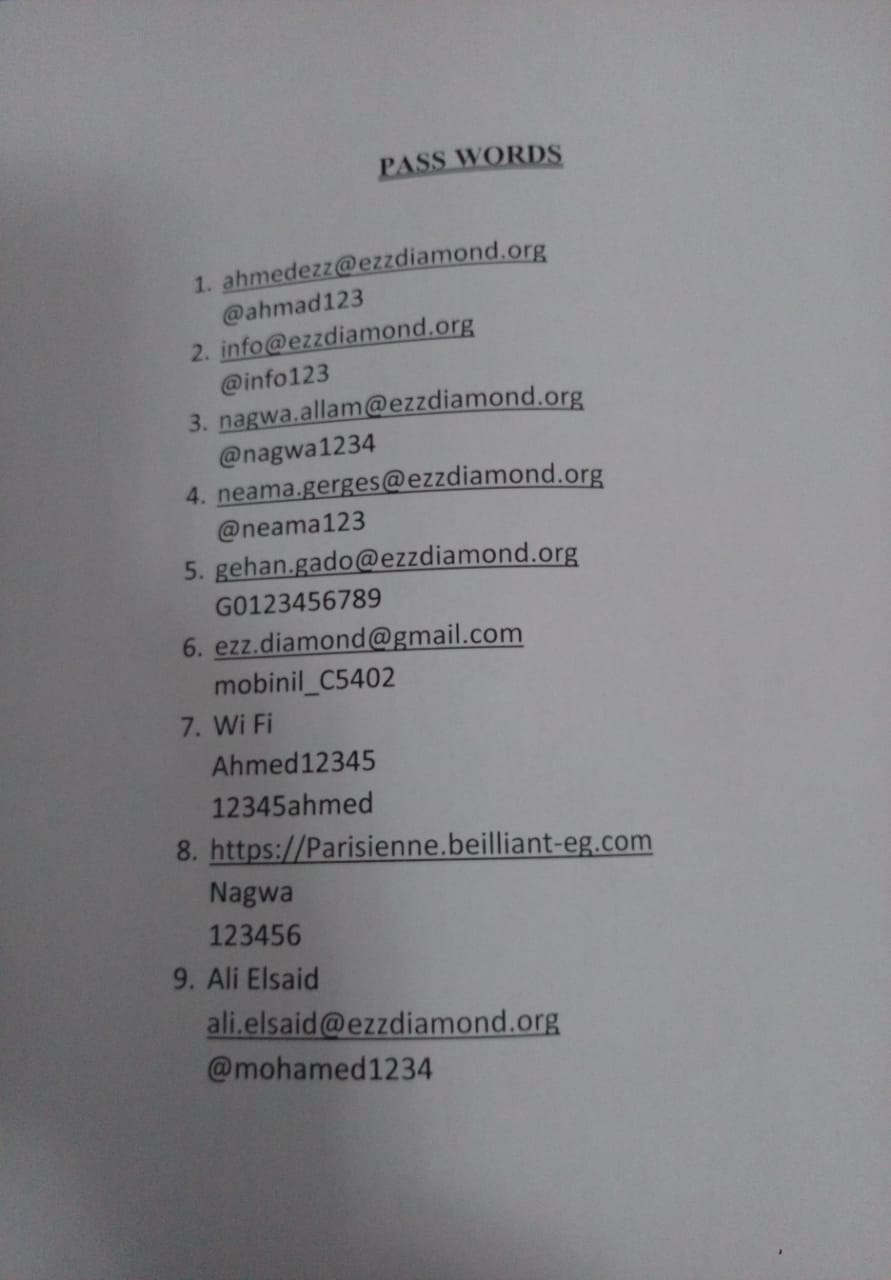 PASS WORDS
1. ahmedezz@ezzdiamond.org
@ahmad123
2. info@ezzdiamond.org
@info123
3. nagwa.allam@ezzdiamond.org
@nagwa1234
4. neama.gerges@ezzdiamond.org
@neama123
5. gehan.gado@ezzdiamond.org
G0123456789
6. ezz.diamond@gmail.com
mobinil_C5402
7. Wi Fi
Ahmed12345
12345ahmed
8. https://Parisienne.beilliant-eg.com
Nagwa
123456
9. Ali Elsaid
ali.elsaid@ezzdiamond.org
@mohamed1234